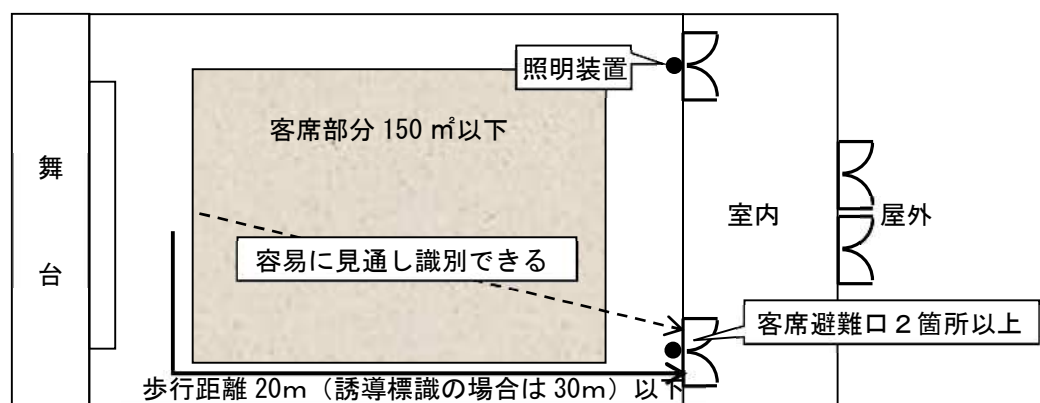 照明装置
客席部分 150 ㎡以下
舞
台
室内
屋外
容易に見通し識別できる
客席避難口２箇所以上
歩行距離 20ｍ（誘導標識の場合は 30ｍ）以下